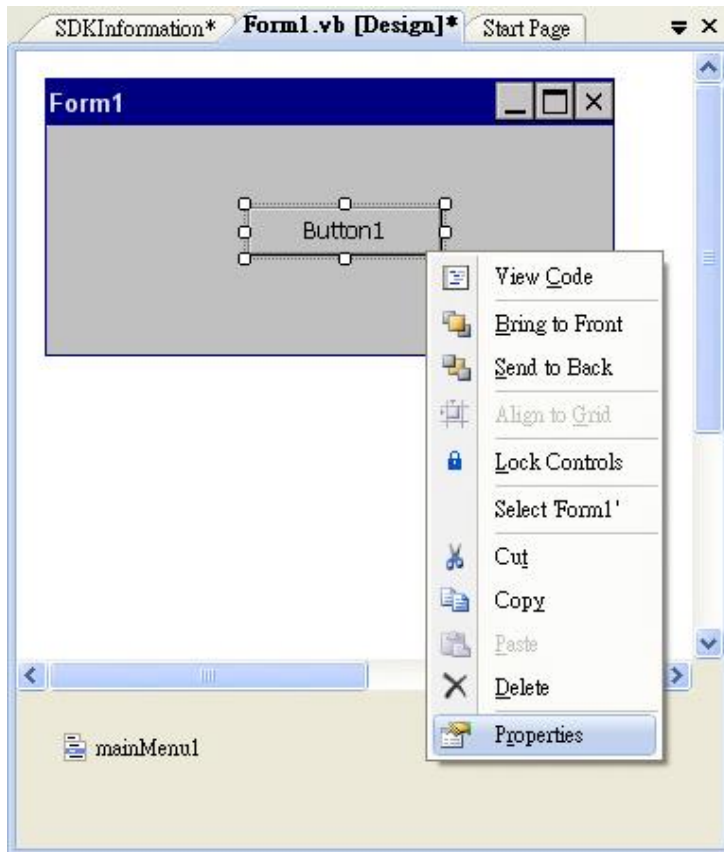 SDKInformation* Form1.vb [Design]* Start Page
Form1
Button1
View Code
Bring to Front
Send to Back
Align to Grid
Lock Controls
Select 'Form1'
Cut
Copy
Paste
Delete
Properties
mainMenu1